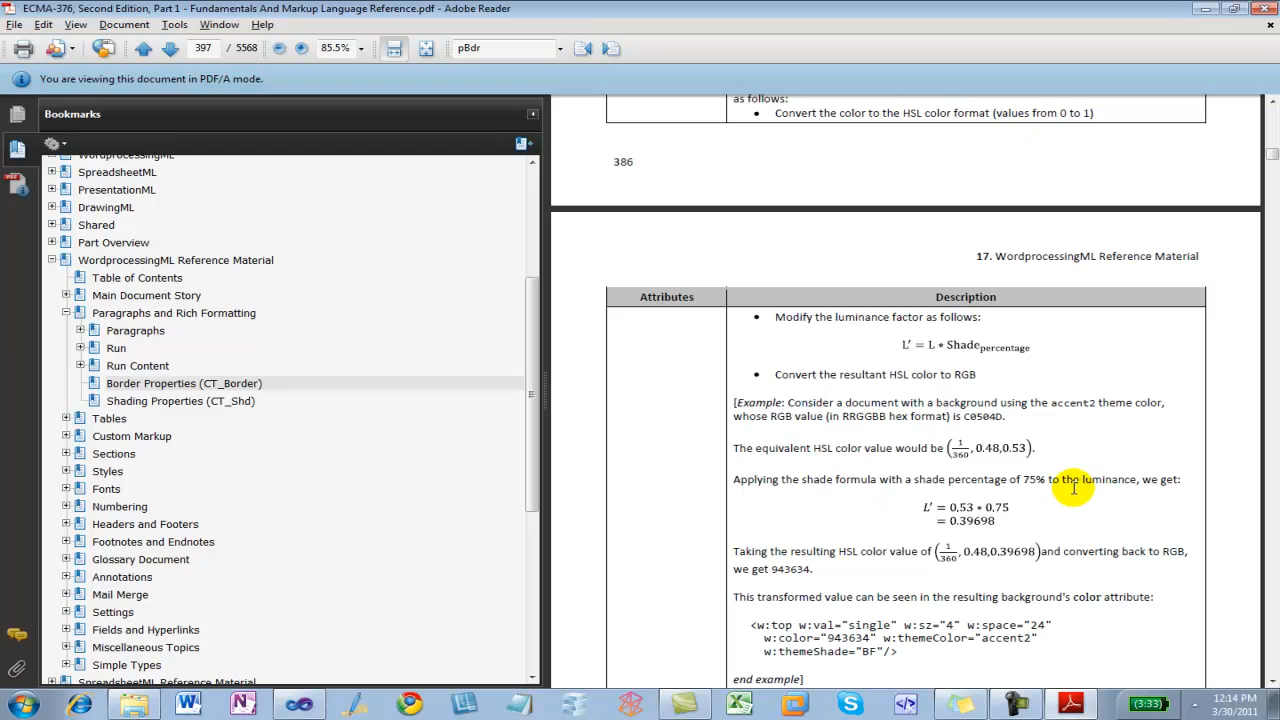 ECMA-376, Second Edition, Part 1 - Fundamentals And Markup Language Reference.pdf - Adobe Reader
File Edit View Document Tools Window Help
397 / 5568 85.5% pBdr
You are viewing this document in PDF/A mode.
Bookmarks
WordprocessingML
SpreadsheetML
PresentationML
DrawingML
Shared
Part Overview
WordprocessingML Reference Material
Table of Contents
Main Document Story
Paragraphs and Rich Formatting
Paragraphs
Run
Run Content
Border Properties (CT_Border)
Shading Properties (CT_Shd)
Tables
Custom Markup
Sections
Styles
Fonts
Numbering
Headers and Footers
Footnotes and Endnotes
Glossary Document
Annotations
Mail Merge
Settings
Fields and Hyperlinks
Miscellaneous Topics
Simple Types
SpreadsheetML Reference Material
as follows:
• Convert the color to the HSL color format (values from 0 to 1)
386
17. WordprocessingML Reference Material
Attributes Description
• Modify the luminance factor as follows:
L′ = L ∗ Shadepercentage
• Convert the resultant HSL color to RGB
[Example: Consider a document with a background using the accent2 theme color,
whose RGB value (in RRGGBB hex format) is C0504D.
The equivalent HSL color value would be (1/360, 0.48,0.53).
Applying the shade formula with a shade percentage of 75% to the luminance, we get:
L′ = 0.53 ∗ 0.75
= 0.39698
Taking the resulting HSL color value of (1/360, 0.48,0.39698) and converting back to RGB,
we get 943634.
This transformed value can be seen in the resulting background's color attribute:
<w:top w:val="single" w:sz="4" w:space="24"
w:color="943634" w:themeColor="accent2"
w:themeShade="BF"/>
end example]
(3:33)
12:14 PM
3/30/2011